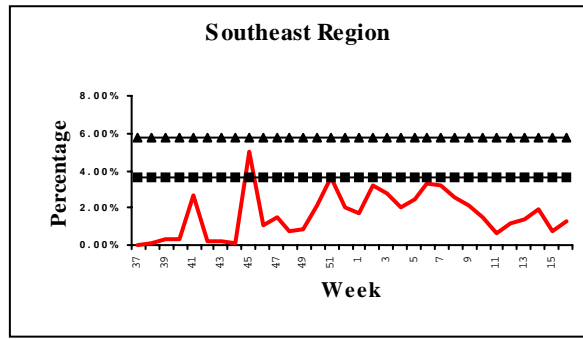 Southeast Region
8.00%
6.00%
4.00%
2.00%
0.00%
Percentage
37 39 41 43 45 47 49 51 1 3 5 7 9 11 13 15
Week